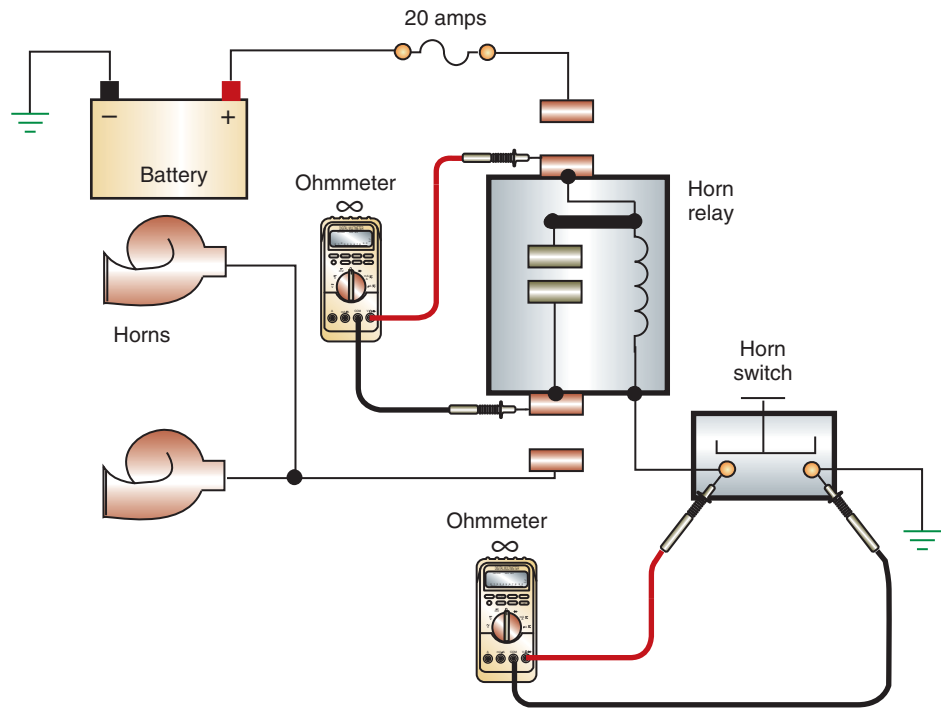 20 amps
− +
Battery
Ohmmeter
∞
Horn
relay
Horns
Horn
switch
Ohmmeter
∞